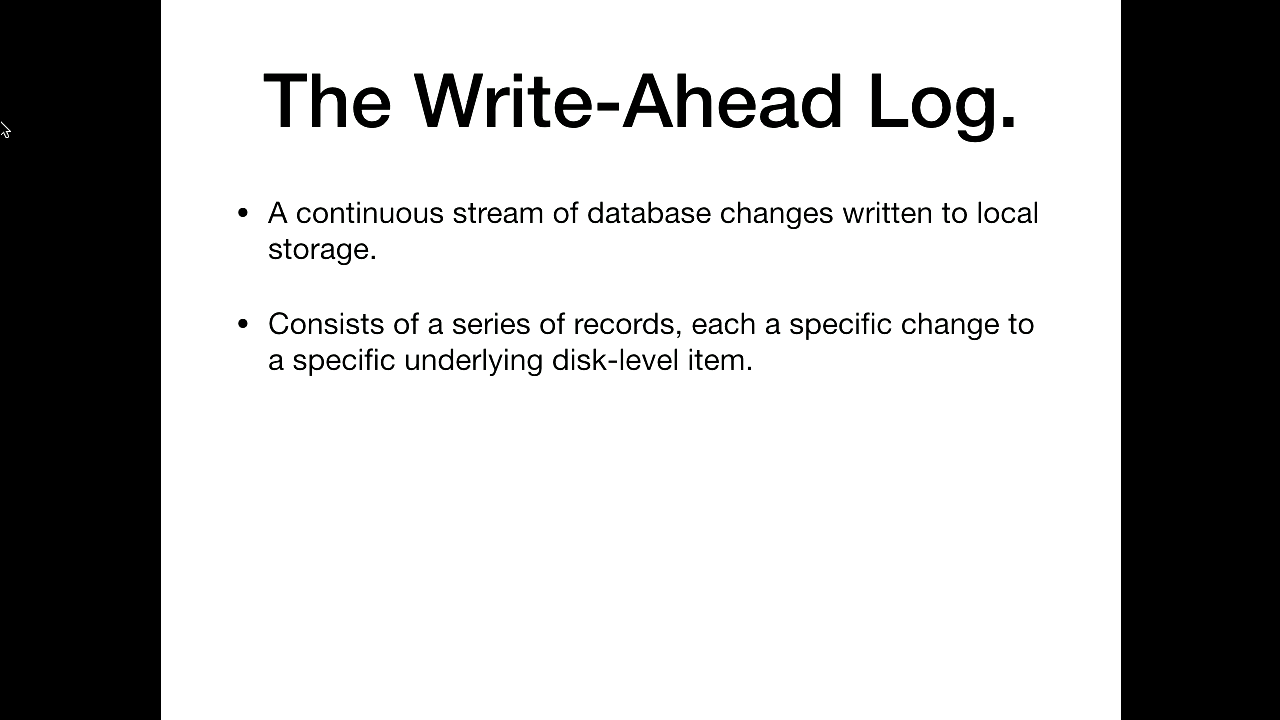 The Write-Ahead Log.
• A continuous stream of database changes written to local
storage.
• Consists of a series of records, each a specific change to
a specific underlying disk-level item.